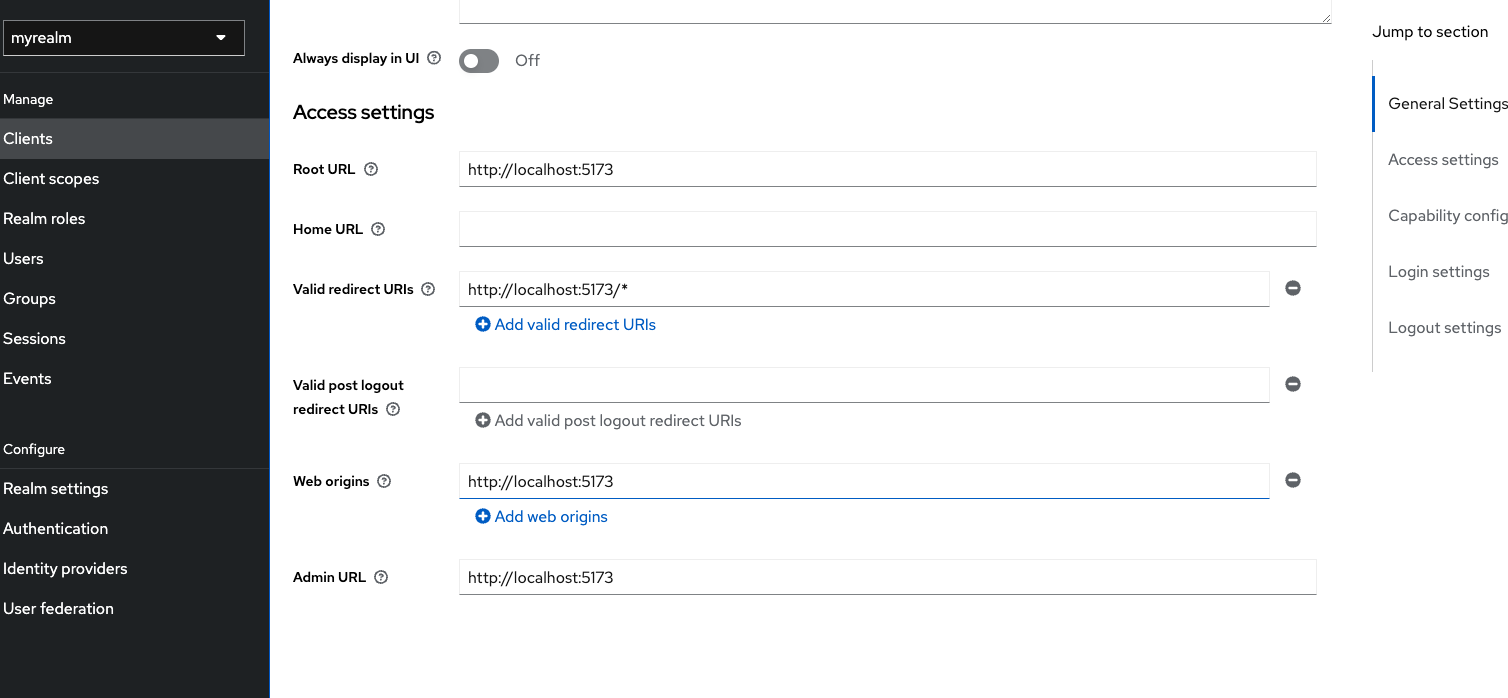 myrealm
Manage
Clients
Client scopes
Realm roles
Users
Groups
Sessions
Events
Configure
Realm settings
Authentication
Identity providers
User federation
Always display in UI
Off
Access settings
Root URL
http://localhost:5173
Home URL
Valid redirect URIs
http://localhost:5173/*
Add valid redirect URIs
Valid post logout
redirect URIs
Add valid post logout redirect URIs
Web origins
http://localhost:5173
Add web origins
Admin URL
http://localhost:5173
Jump to section
General Settings
Access settings
Capability config
Login settings
Logout settings